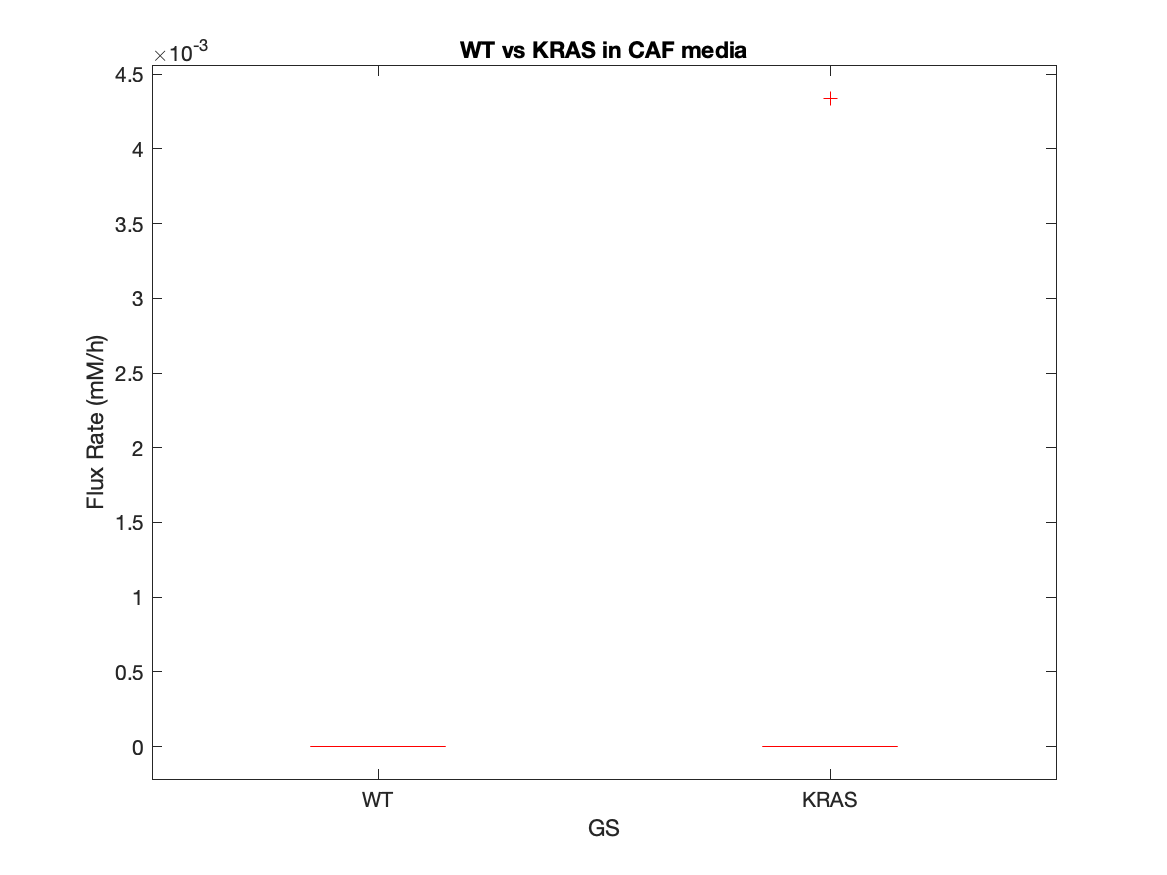 WT vs KRAS in CAF media
×10-3
4.5
4
3.5
3
2.5
2
1.5
1
0.5
0
Flux Rate (mM/h)
WT
KRAS
GS